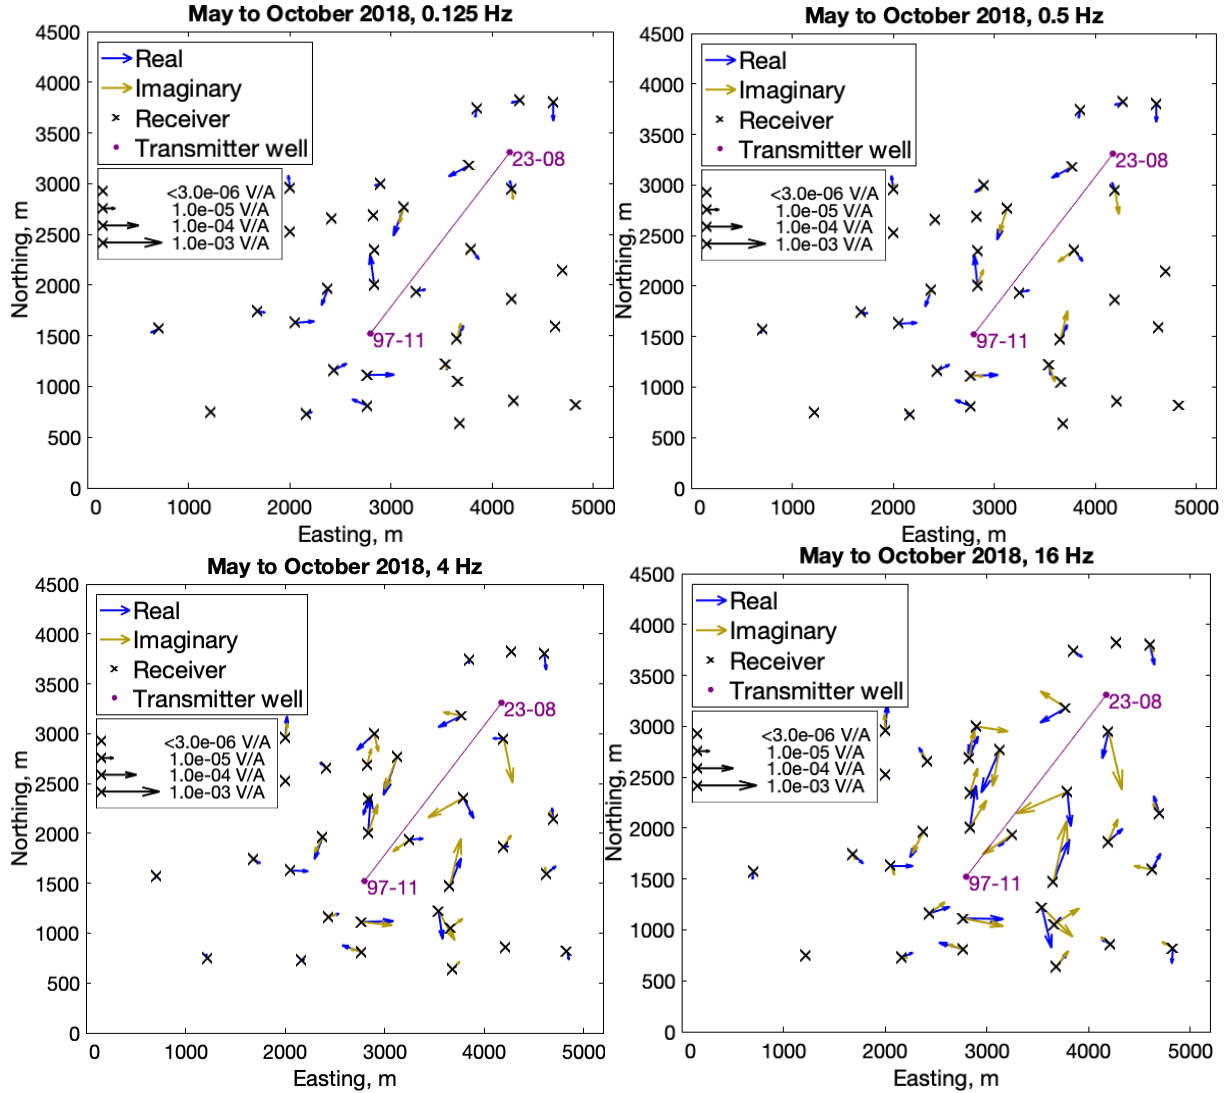 May to October 2018, 0.125 Hz
4500
4000
3500
3000
2500
2000
1500
1000
500
0
Northing, m
Real
Imaginary
Receiver
Transmitter well
<3.0e-06 V/A
1.0e-05 V/A
1.0e-04 V/A
1.0e-03 V/A
23-08
97-11
0 1000 2000 3000 4000 5000
Easting, m
May to October 2018, 0.5 Hz
4500
4000
3500
3000
2500
2000
1500
1000
500
0
Northing, m
Real
Imaginary
Receiver
Transmitter well
<3.0e-06 V/A
1.0e-05 V/A
1.0e-04 V/A
1.0e-03 V/A
23-08
97-11
0 1000 2000 3000 4000 5000
Easting, m
May to October 2018, 4 Hz
4500
4000
3500
3000
2500
2000
1500
1000
500
0
Northing, m
Real
Imaginary
Receiver
Transmitter well
<3.0e-06 V/A
1.0e-05 V/A
1.0e-04 V/A
1.0e-03 V/A
23-08
97-11
0 1000 2000 3000 4000 5000
Easting, m
May to October 2018, 16 Hz
4500
4000
3500
3000
2500
2000
1500
1000
500
0
Northing, m
Real
Imaginary
Receiver
Transmitter well
<3.0e-06 V/A
1.0e-05 V/A
1.0e-04 V/A
1.0e-03 V/A
23-08
97-11
0 1000 2000 3000 4000 5000
Easting, m